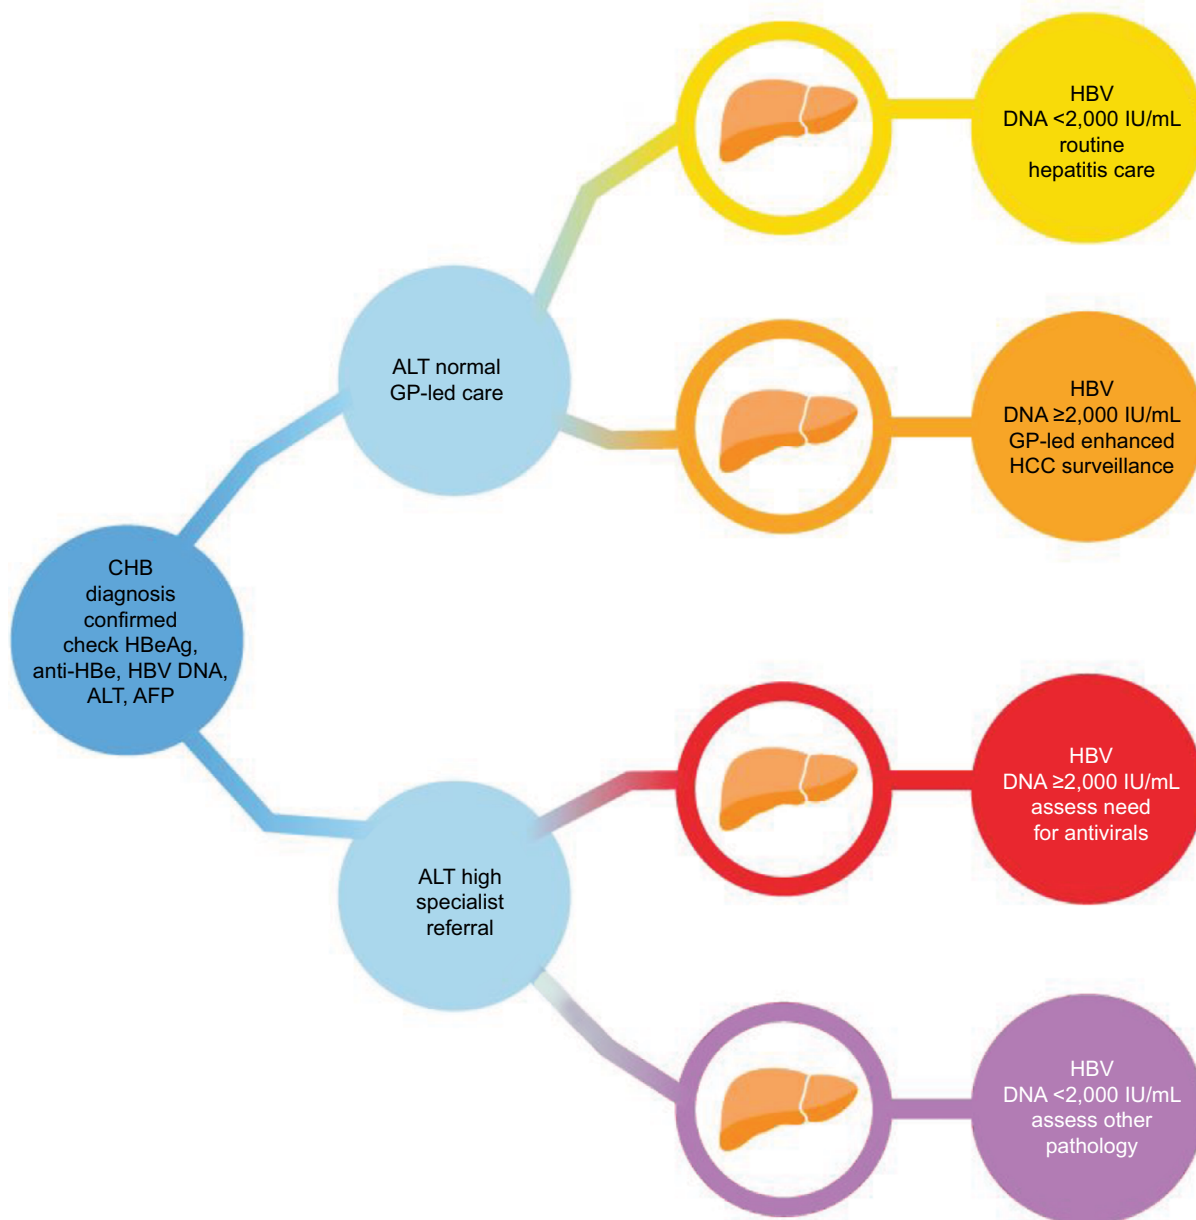 CHB
diagnosis
confirmed
check HBeAg,
anti-HBe, HBV DNA,
ALT, AFP
ALT normal
GP-led care
HBV
DNA <2,000 IU/mL
routine
hepatitis care
HBV
DNA ≥2,000 IU/mL
GP-led enhanced
HCC surveillance
ALT high
specialist
referral
HBV
DNA ≥2,000 IU/mL
assess need
for antivirals
HBV
DNA <2,000 IU/mL
assess other
pathology